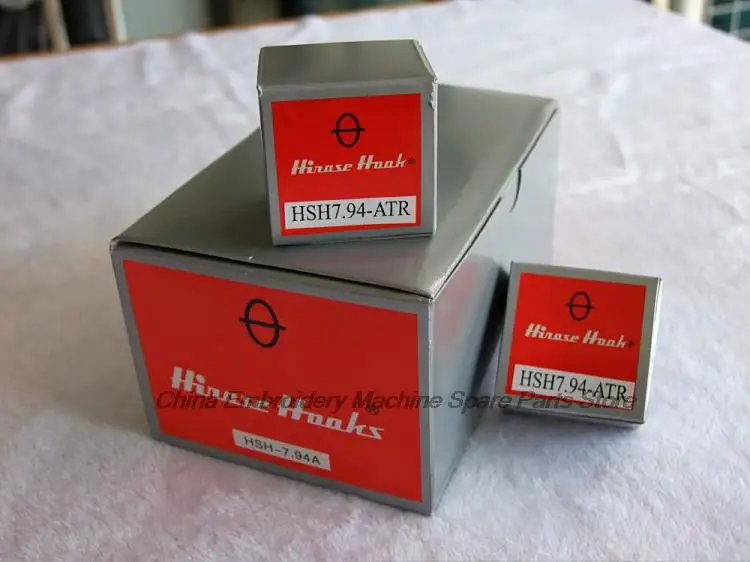 Hirose Hook®
HSH7.94-ATR
Hirose Hooks®
HSH-7.94A
Hirose Hook®
HSH7.94-ATR
China Embroidery Machine Spare Parts Store